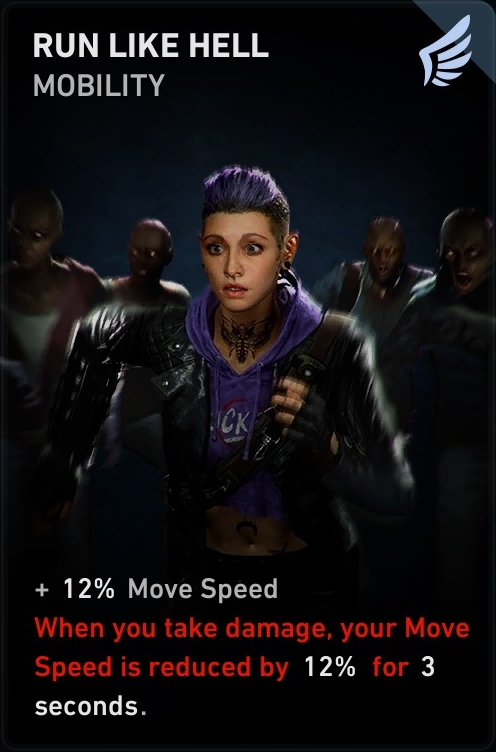 RUN LIKE HELL
MOBILITY
+ 12% Move Speed
When you take damage, your Move
Speed is reduced by 12% for 3
seconds.